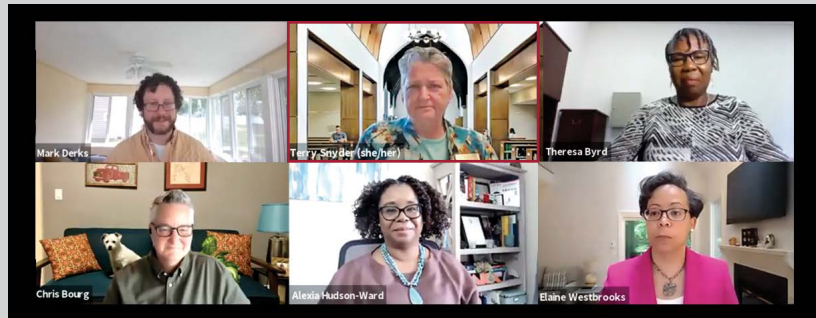 Mark Derks
Terry Snyder (she/her)
Theresa Byrd
Chris Bourg
Alexia Hudson-Ward
Elaine Westbrooks